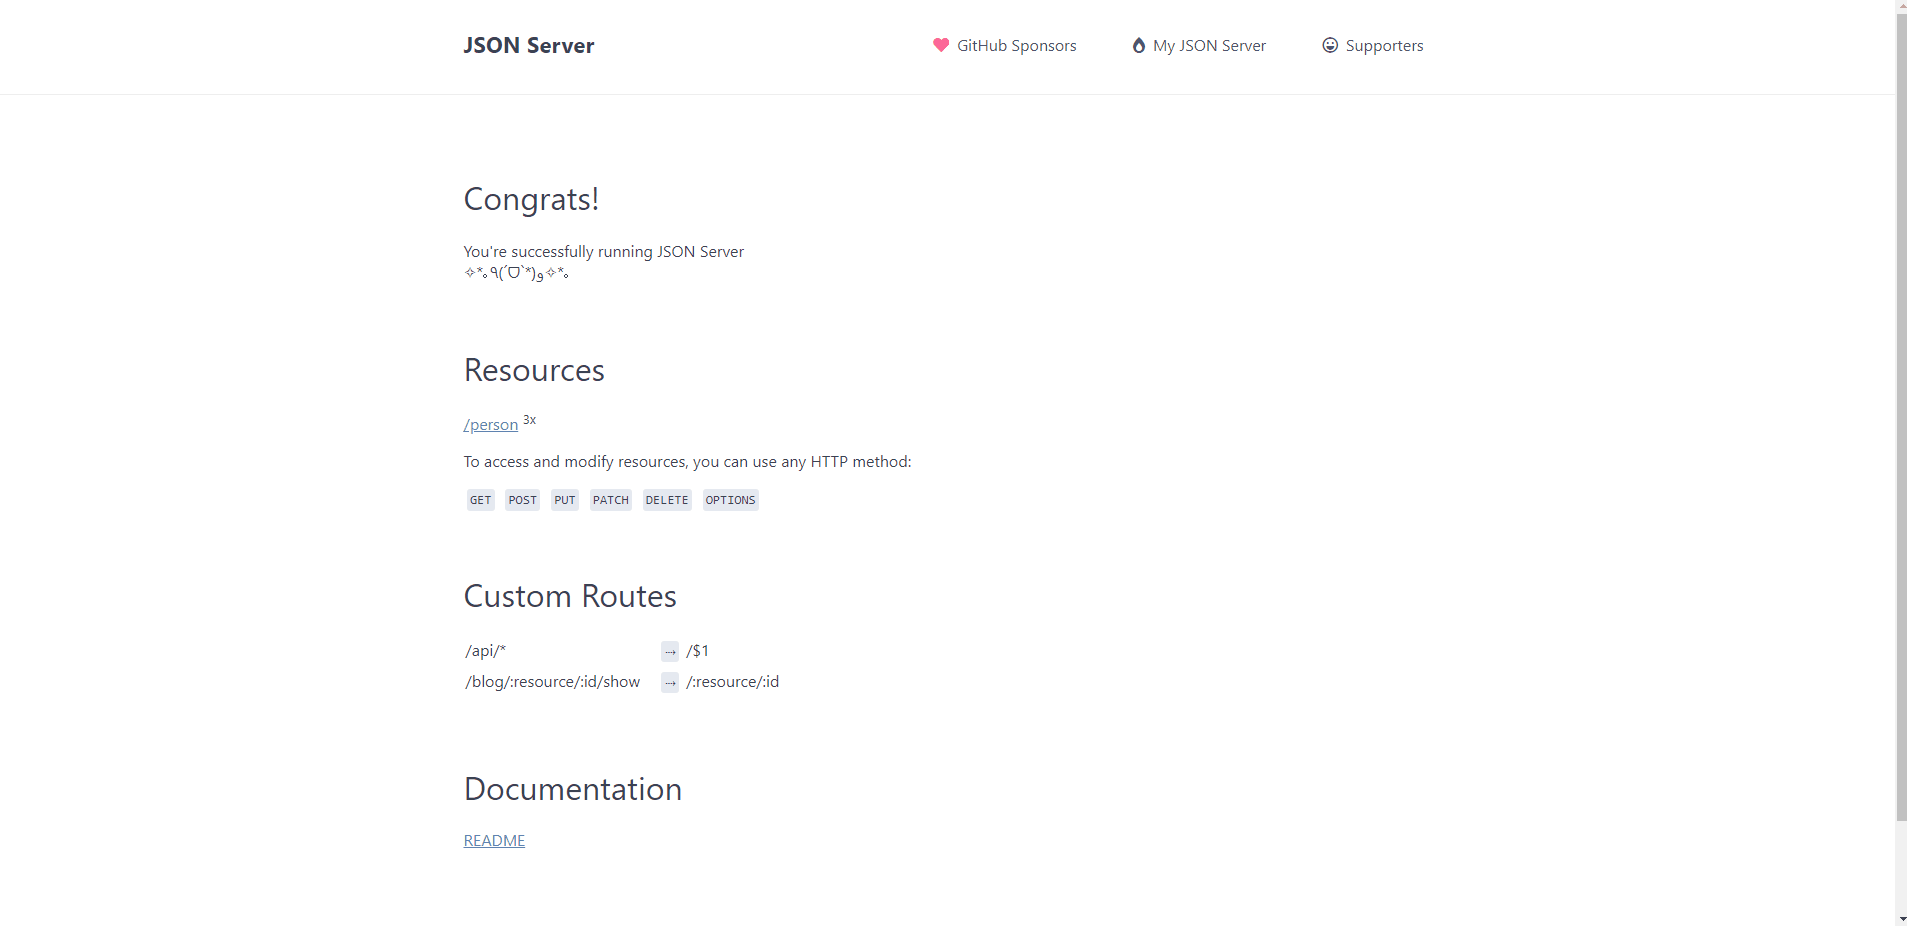 JSON Server
GitHub Sponsors
My JSON Server
Supporters
Congrats!
You're successfully running JSON Server
✧*｡٩(ˊᗜˋ*)و✧*｡
Resources
/person 3x
To access and modify resources, you can use any HTTP method:
GET POST PUT PATCH DELETE OPTIONS
Custom Routes
/api/* ⇢ /$1
/blog/:resource/:id/show ⇢ /:resource/:id
Documentation
README